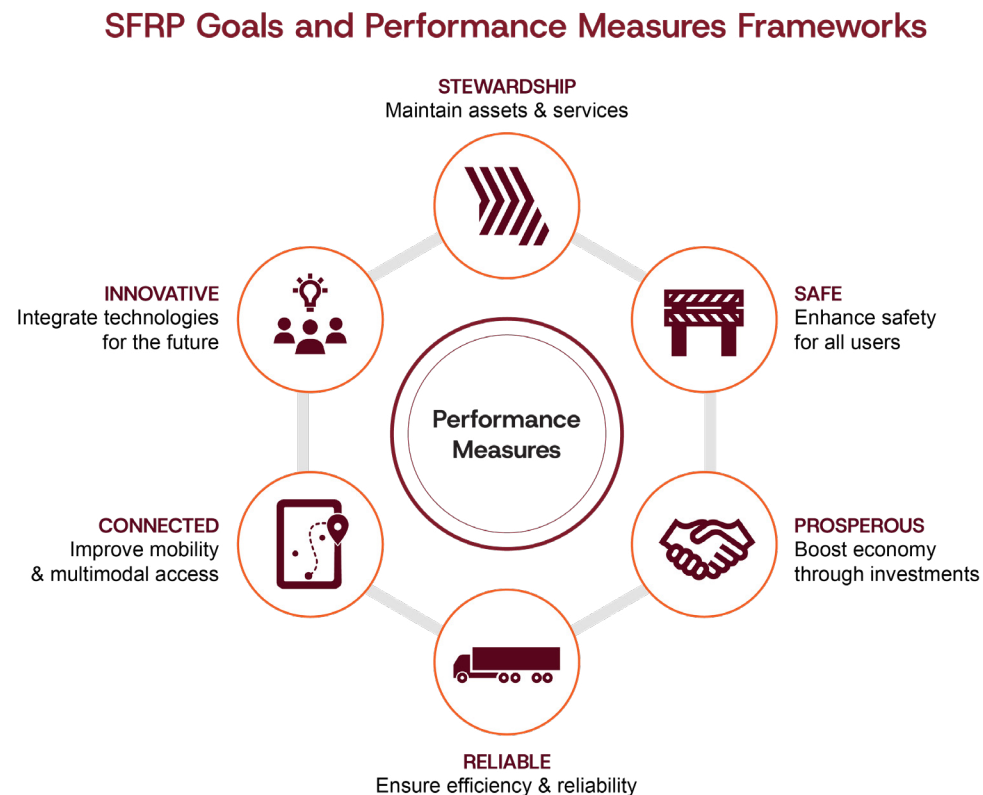 SFRP Goals and Performance Measures Frameworks
STEWARDSHIP
Maintain assets & services
INNOVATIVE
Integrate technologies
for the future
SAFE
Enhance safety
for all users
Performance
Measures
CONNECTED
Improve mobility
& multimodal access
PROSPEROUS
Boost economy
through investments
RELIABLE
Ensure efficiency & reliability